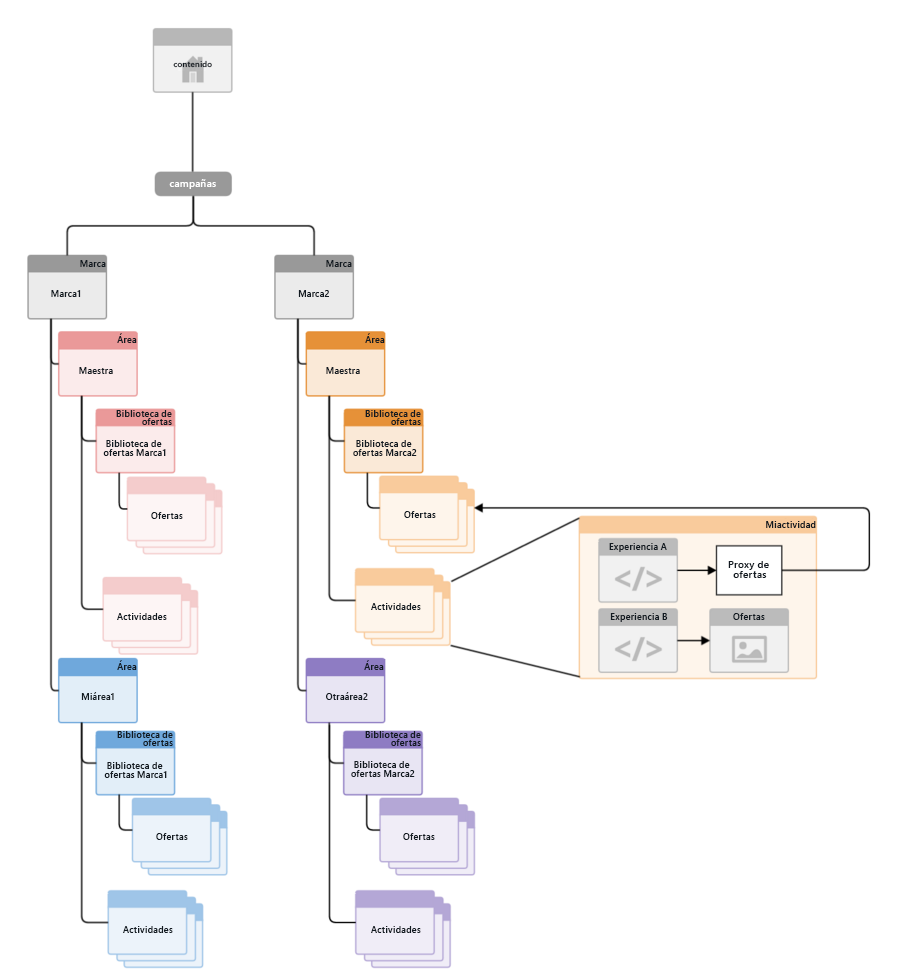 contenido
campañas
Marca
Marca1
Marca
Marca2
Área
Maestra
Área
Maestra
Biblioteca de
ofertas
Biblioteca de
ofertas Marca1
Biblioteca de
ofertas
Biblioteca de
ofertas Marca2
Ofertas
Ofertas
Miactividad
Experiencia A
</>
Proxy de
ofertas
Experiencia B
</>
Ofertas
Actividades
Actividades
Área
Miárea1
Área
Otraárea2
Biblioteca de
ofertas
Biblioteca de
ofertas Marca1
Biblioteca de
ofertas
Biblioteca de
ofertas Marca2
Ofertas
Ofertas
Actividades
Actividades